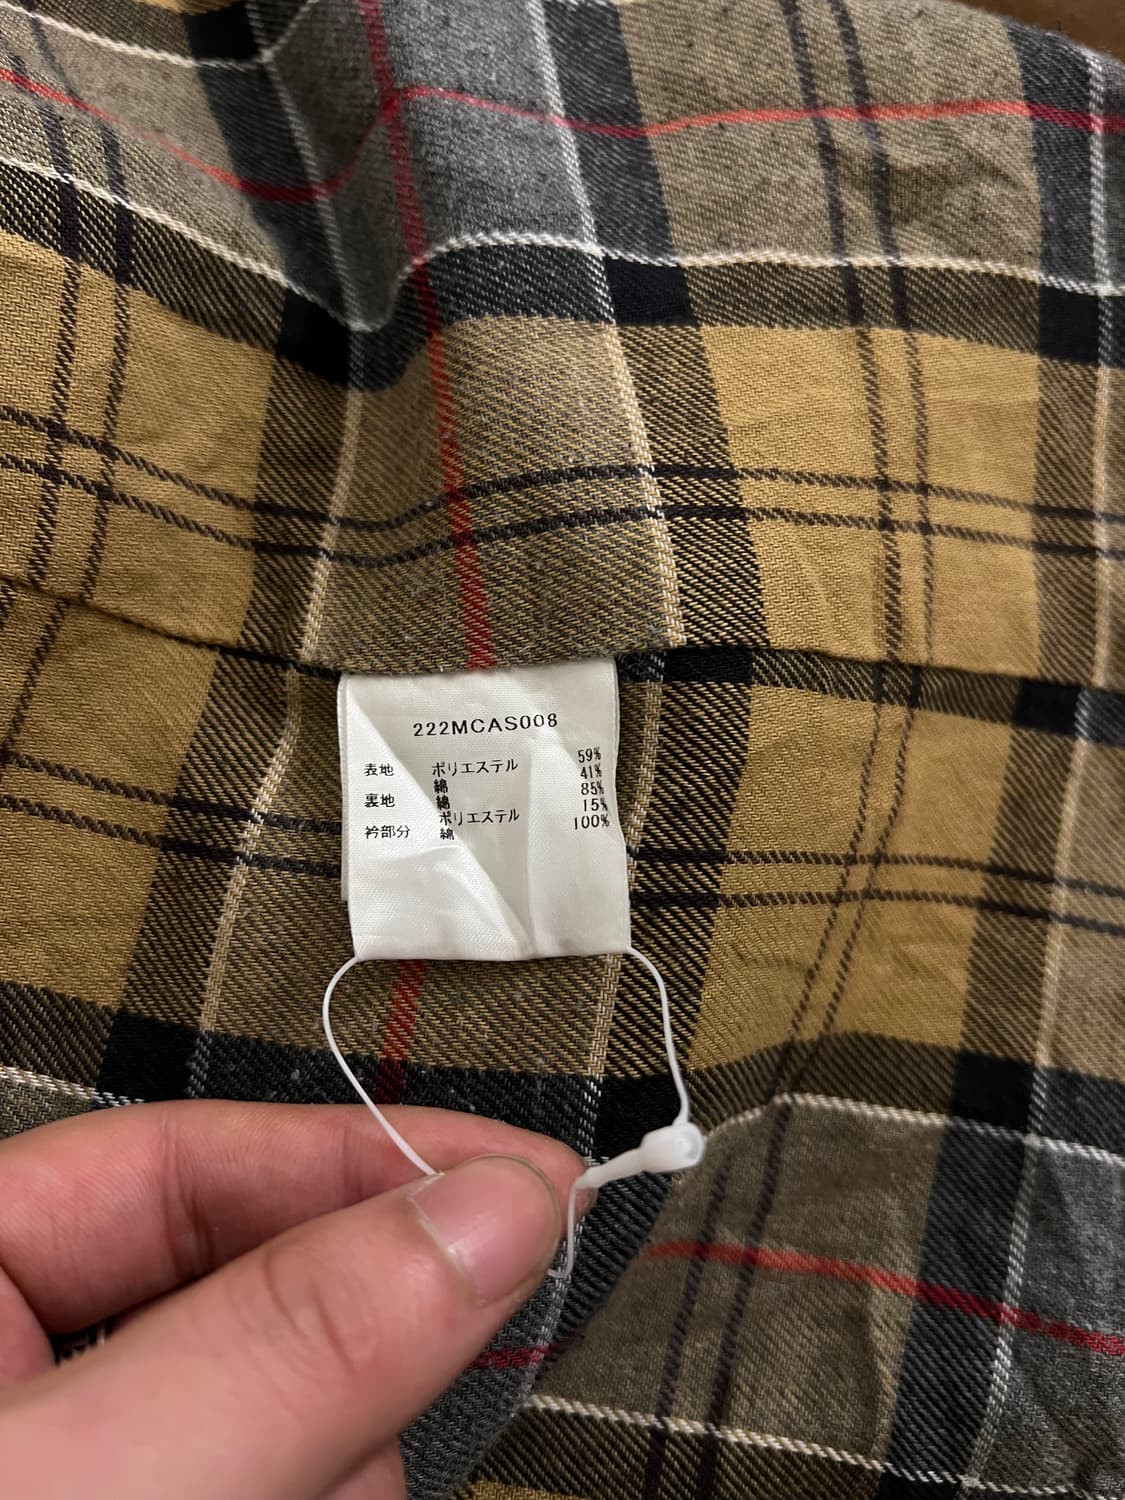 222MCAS008
表地 ポリエステル 59%
綿 41%
裏地 綿 85%
ポリエステル 15%
衿部分 綿 100%